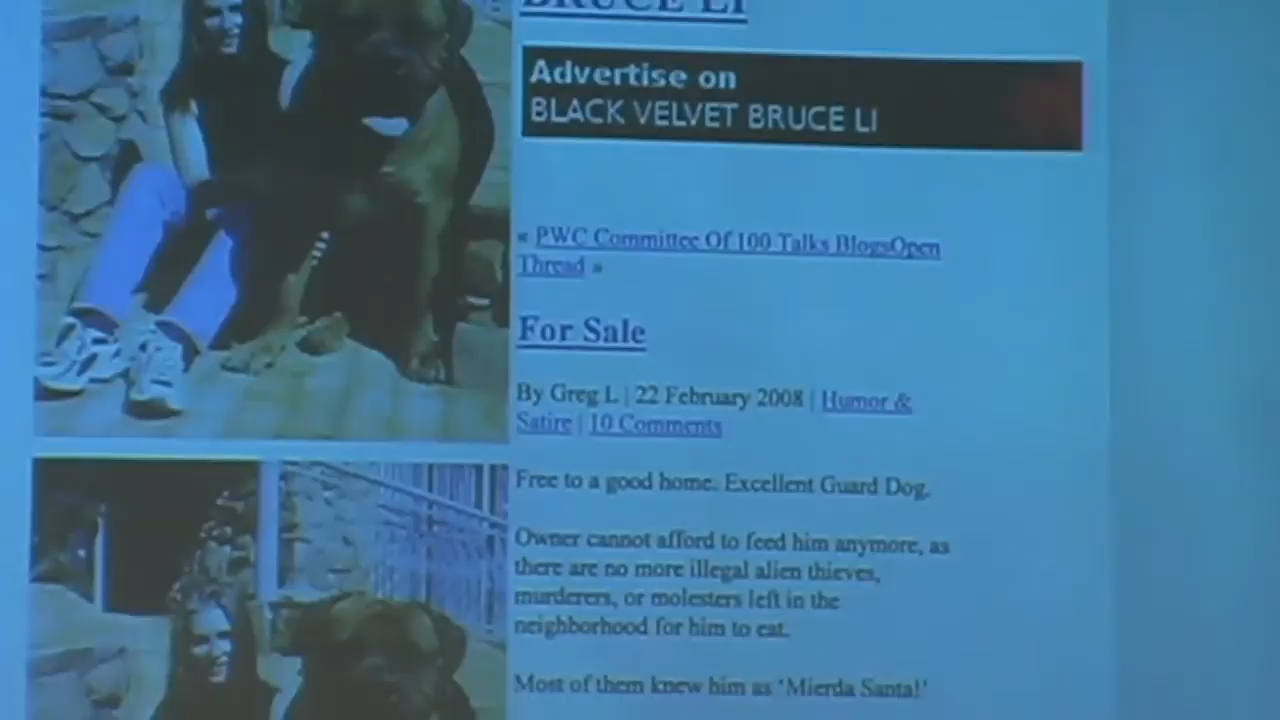 BRUCE LI
Advertise on
BLACK VELVET BRUCE LI
« PWC Committee Of 100 Talks BlogsOpen
Thread »
For Sale
By Greg L | 22 February 2008 | Humor &
Satire | 10 Comments
Free to a good home. Excellent Guard Dog.
Owner cannot afford to feed him anymore, as
there are no more illegal alien thieves,
murderers, or molesters left in the
neighborhood for him to eat.
Most of them knew him as ‘Mierda Santa!’